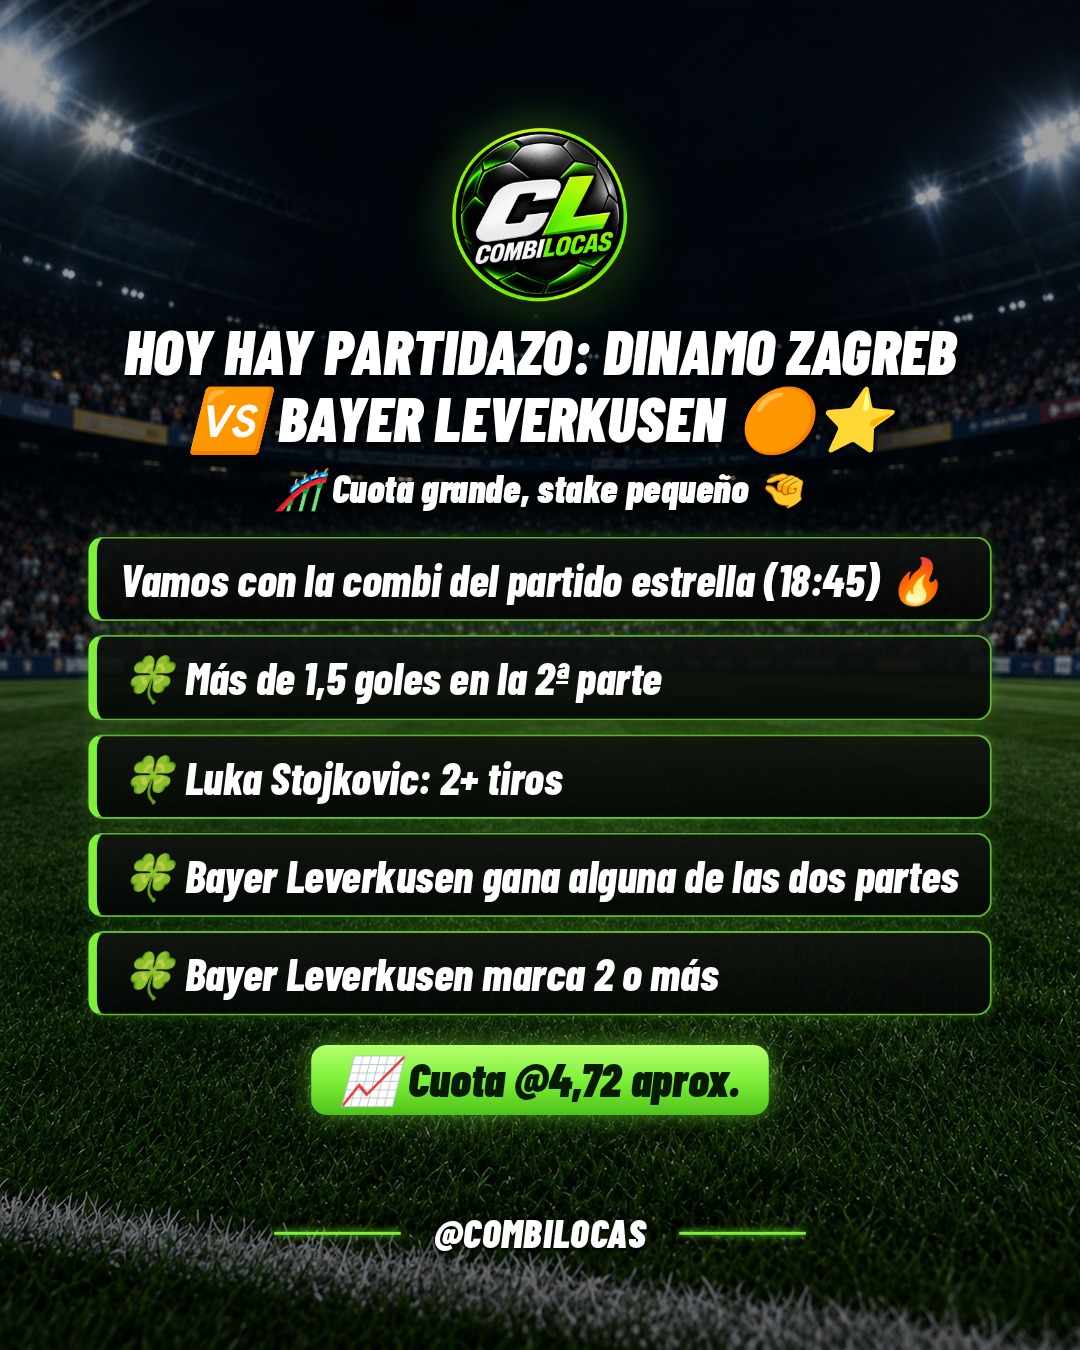 CL
COMBILOCAS
HOY HAY PARTIDAZO: DINAMO ZAGREB
🆚 BAYER LEVERKUSEN 🟠⭐
🎢 Cuota grande, stake pequeño 🤏
Vamos con la combi del partido estrella (18:45) 🔥
🍀 Más de 1,5 goles en la 2ª parte
🍀 Luka Stojkovic: 2+ tiros
🍀 Bayer Leverkusen gana alguna de las dos partes
🍀 Bayer Leverkusen marca 2 o más
📈 Cuota @4,72 aprox.
@COMBILOCAS